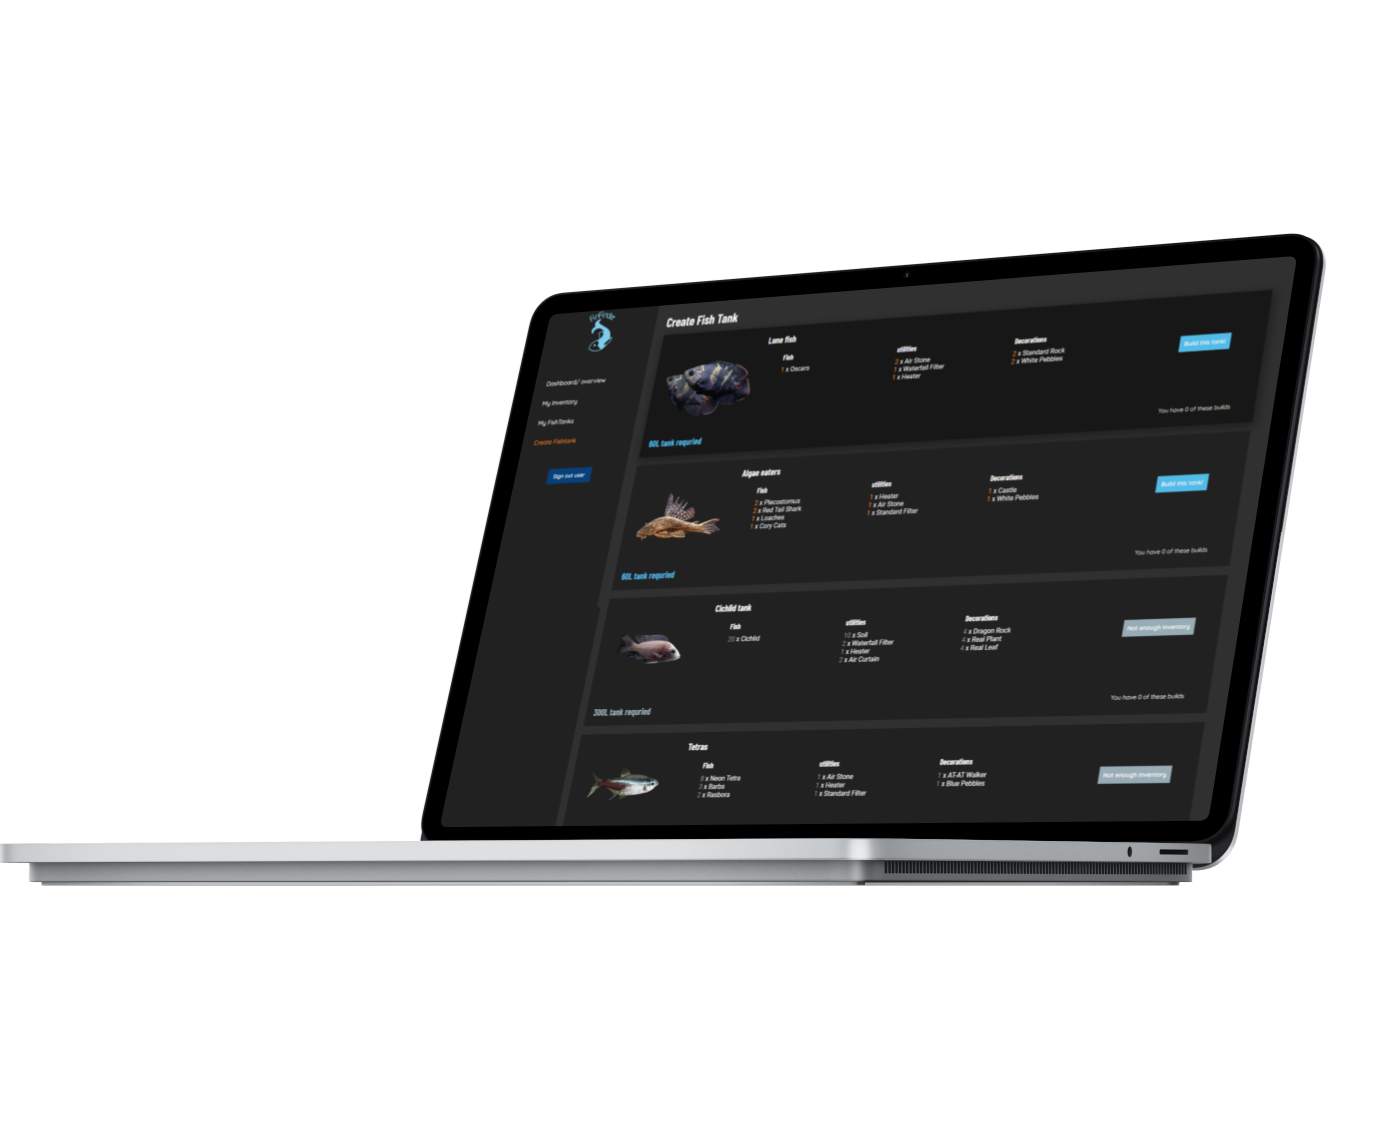 FinFinder
Dashboard/ overview
My Inventory
My FishTanks
Create Fishtank
Sign out user
Create Fish Tank
Lone fish
Fish
1 x Oscars
utilities
2 x Air Stone
1 x Waterfall Filter
1 x Heater
Decorations
2 x Standard Rock
2 x White Pebbles
Build this tank!
You have 0 of these builds
80L tank requried
Algae eaters
Fish
2 x Plecostomus
2 x Red Tail Shark
1 x Loaches
1 x Cory Cats
utilities
1 x Heater
1 x Air Stone
1 x Standard Filter
Decorations
1 x Castle
1 x White Pebbles
Build this tank!
You have 0 of these builds
60L tank requried
Cichlid tank
Fish
20 x Cichlid
utilities
10 x Soil
2 x Waterfall Filter
1 x Heater
2 x Air Curtain
Decorations
4 x Dragon Rock
4 x Real Plant
4 x Real Leaf
Not enough inventory
You have 0 of these builds
300L tank requried
Tetras
Fish
8 x Neon Tetra
3 x Barbs
2 x Rasbora
utilities
1 x Air Stone
1 x Heater
1 x Standard Filter
Decorations
1 x AT-AT Walker
1 x Blue Pebbles
Not enough inventory